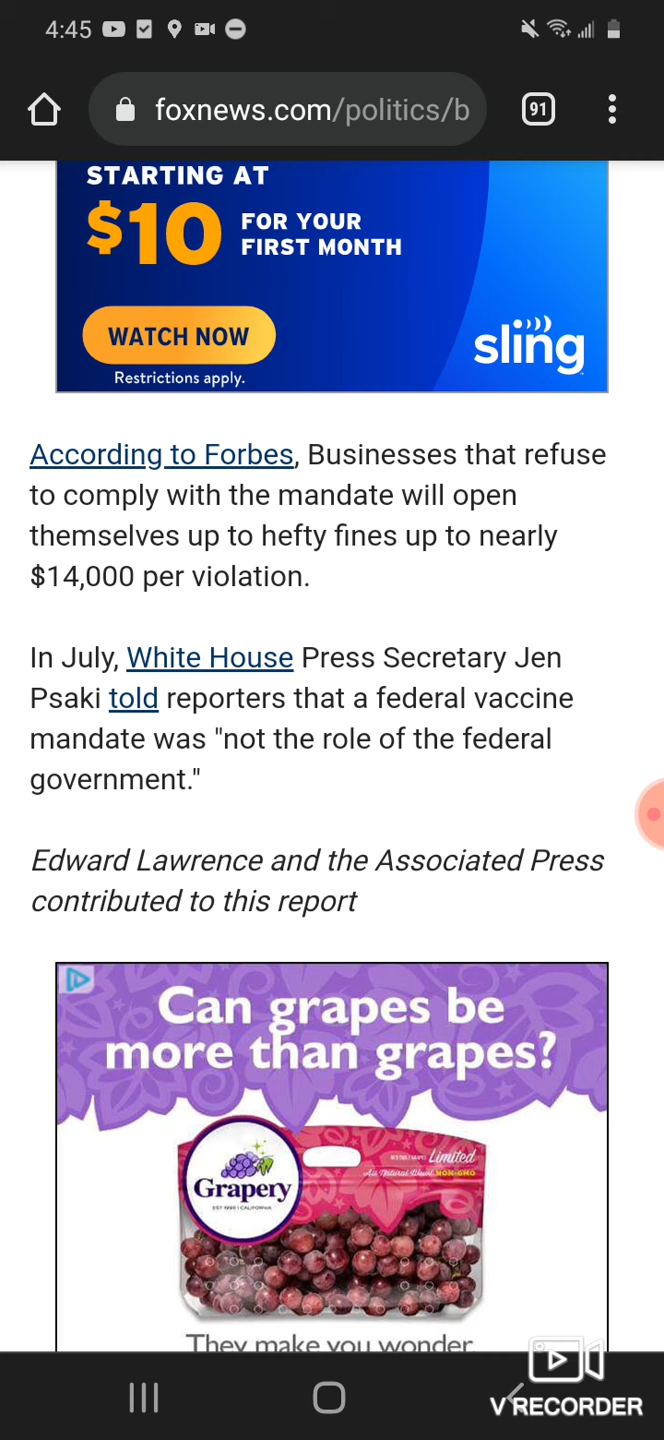 4:45
foxnews.com/politics/b
91
STARTING AT
$10 FOR YOUR
FIRST MONTH
WATCH NOW
Restrictions apply.
sling
According to Forbes, Businesses that refuse
to comply with the mandate will open
themselves up to hefty fines up to nearly
$14,000 per violation.
In July, White House Press Secretary Jen
Psaki told reporters that a federal vaccine
mandate was "not the role of the federal
government."
Edward Lawrence and the Associated Press
contributed to this report
Can grapes be
more than grapes?
Limited
NON-GMO
Grapery
They make you wonder
V RECORDER